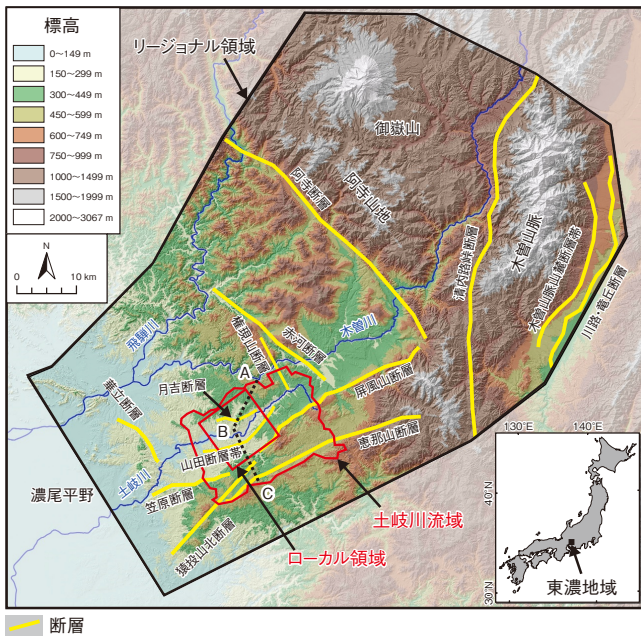 標高
0〜149 m
150〜299 m
300〜449 m
450〜599 m
600〜749 m
750〜999 m
1000〜1499 m
1500〜1999 m
2000〜3067 m
N
0 10 km
リージョナル領域
御嶽山
阿寺断層
阿寺山地
清内路峠断層
木曽山脈
木曽山脈山麓断層帯
川路・竜丘断層
飛騨川
権現山断層
赤河断層
木曽川
A
月吉断層
屏風山断層
華立断層
B
恵那山断層
山田断層帯
土岐川
笠原断層
C
濃尾平野
猿投山北断層
土岐川流域
ローカル領域
130°E 140°E
40°N
30°N
東濃地域
断層